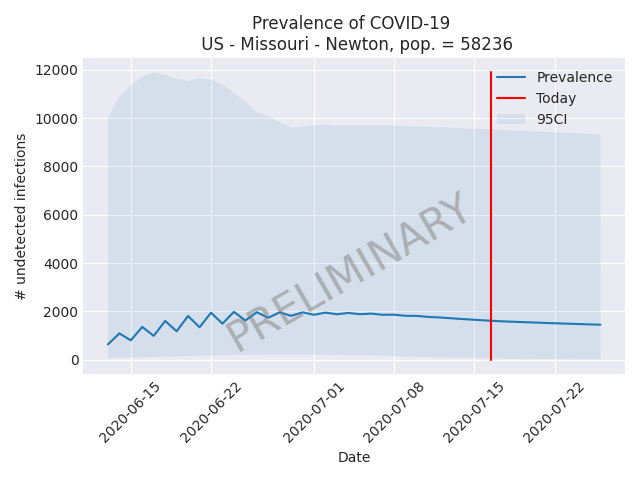 Prevalence of COVID-19
US - Missouri - Newton, pop. = 58236
12000
10000
8000
6000
4000
2000
0
# undetected infections
Prevalence
Today
95CI
PRELIMINARY
2020-06-15
2020-06-22
2020-07-01
2020-07-08
2020-07-15
2020-07-22
Date